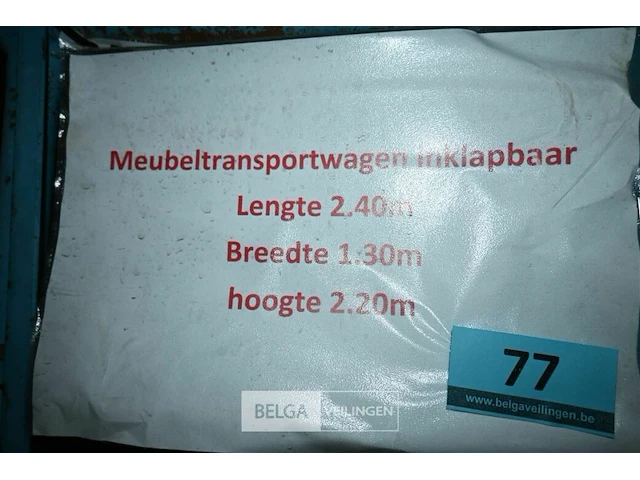 Meubeltransportwagen inklapbaar
Lengte 2.40m
Breedte 1.30m
hoogte 2.20m
77
www.belgaveilingen.be
BELGA VEILINGEN